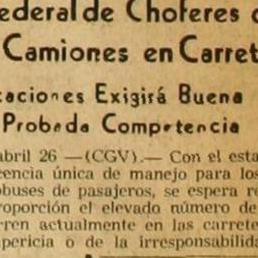 ederal de Choferes
Camiones en Carret
caciones Exigirá Buena
Probada Competencia
abril 26 —(CGV).— Con el esta
cencia única de manejo para los
obuses de pasajeros, se espera re
proporción el elevado número de
rren actualmente en las carrete
pericia o de la irresponsabilida